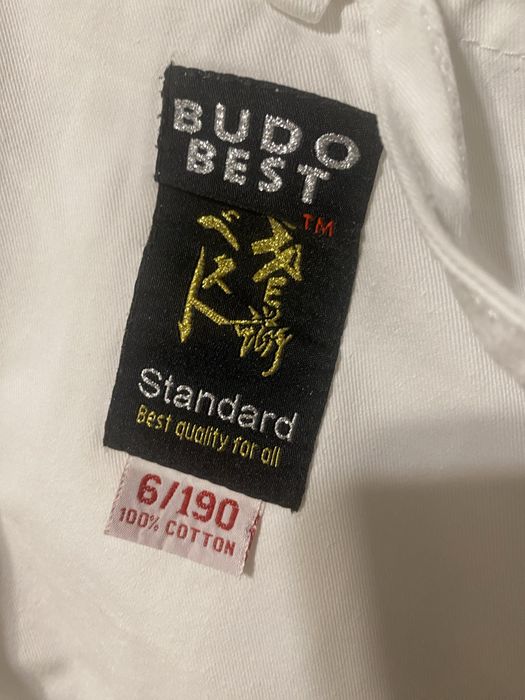 BUDO
BEST
TM
Standard
Best quality for all
6/190
100% COTTON